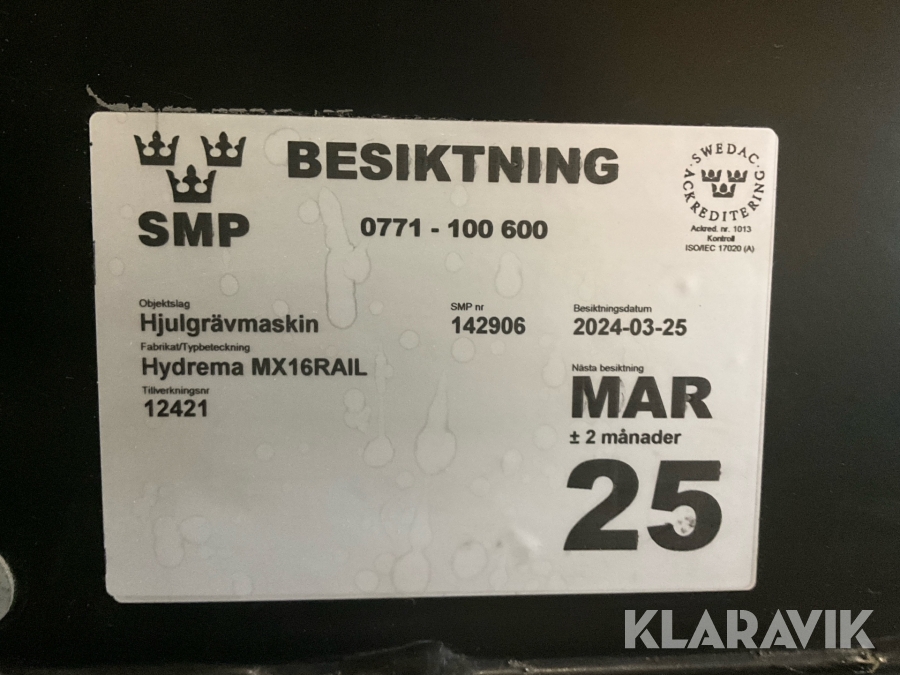 BESIKTNING
SMP
0771 - 100 600
SWEDAC
ACKREDITERING
Ackred. nr. 1013
Kontroll
ISO/IEC 17020 (A)
Objektslag
Hjulgrävmaskin
SMP nr
142906
Besiktningsdatum
2024-03-25
Fabrikat/Typbeteckning
Hydrema MX16RAIL
Tillverkningsnr
12421
Nästa besiktning
MAR
± 2 månader
25
KLARAVIK